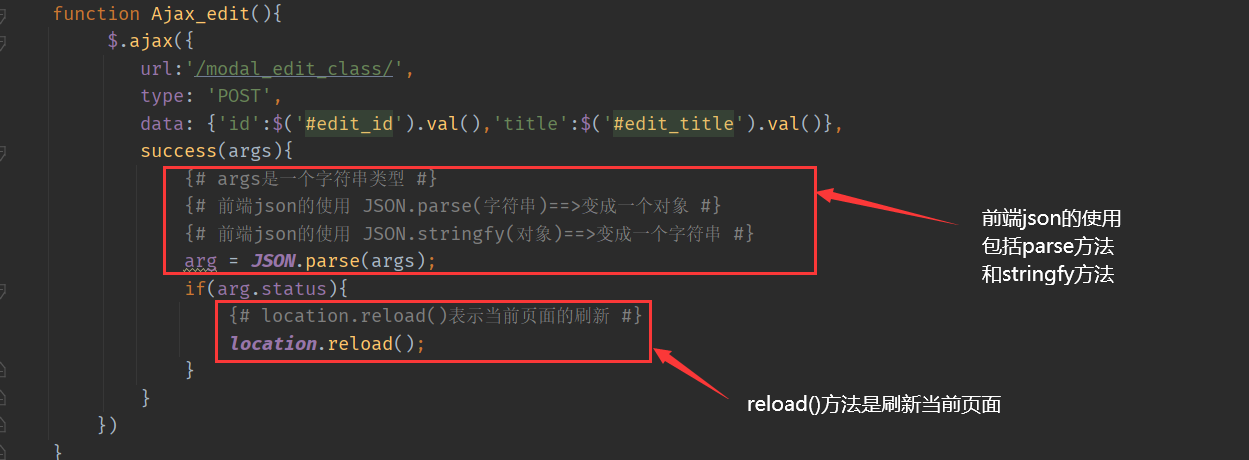 function Ajax_edit(){
$.ajax({
url:'/modal_edit_class/',
type: 'POST',
data: {'id':$('#edit_id').val(),'title':$('#edit_title').val()},
success(args){
{# args是一个字符串类型 #}
{# 前端json的使用 JSON.parse(字符串)==>变成一个对象 #}
{# 前端json的使用 JSON.stringfy(对象)==>变成一个字符串 #}
arg = JSON.parse(args);
if(arg.status){
{# location.reload()表示当前页面的刷新 #}
location.reload();
}
}
})
}
前端json的使用
包括parse方法
和stringfy方法
reload()方法是刷新当前页面